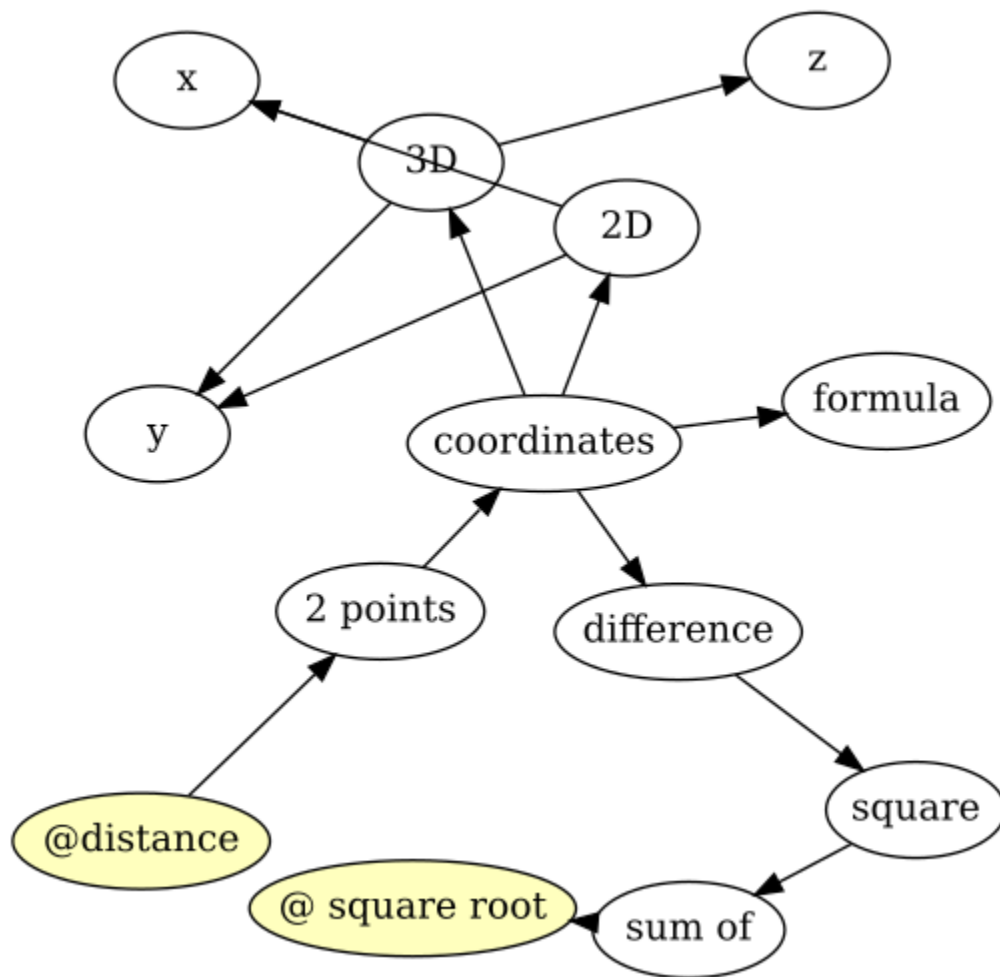 z
x
3D
2D
formula
y
coordinates
2 points
difference
square
@distance
@ square root
sum of